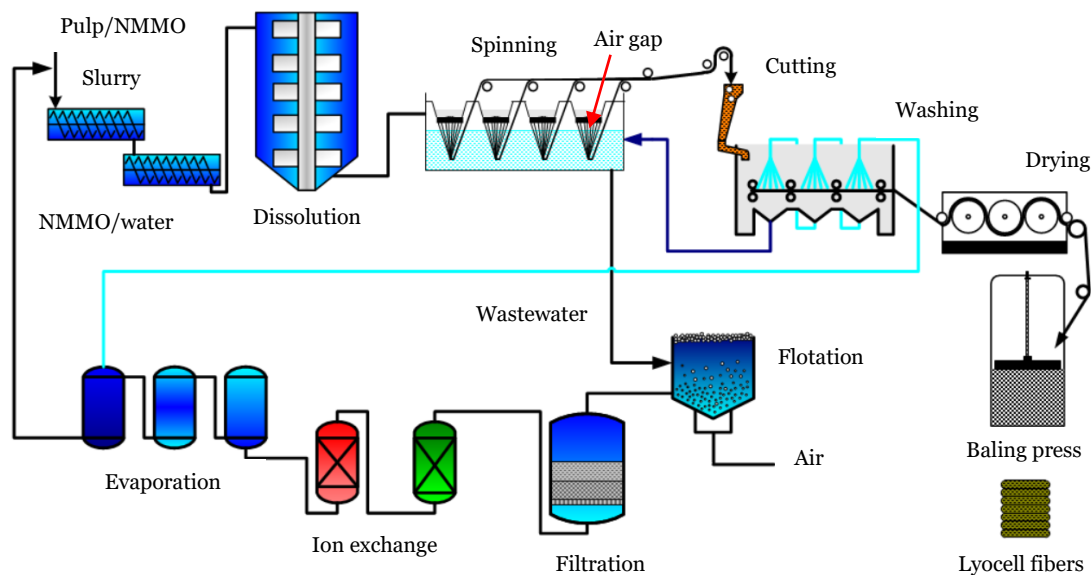 Pulp/NMMO
Slurry
NMMO/water
Dissolution
Spinning
Air gap
Cutting
Washing
Drying
Wastewater
Flotation
Air
Evaporation
Ion exchange
Filtration
Baling press
Lyocell fibers